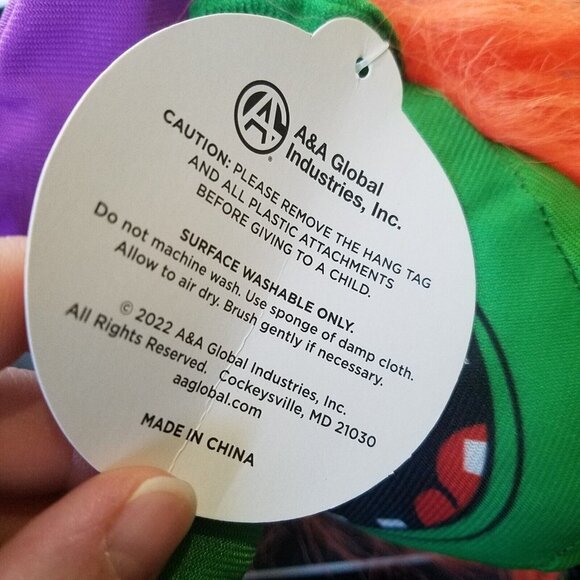 A&A Global
Industries, Inc.
CAUTION: PLEASE REMOVE THE HANG TAG
AND ALL PLASTIC ATTACHMENTS
BEFORE GIVING TO A CHILD.
SURFACE WASHABLE ONLY.
Do not machine wash. Use sponge of damp cloth.
Allow to air dry. Brush gently if necessary.
© 2022 A&A Global Industries, Inc.
All Rights Reserved. Cockeysville, MD 21030
aaglobal.com
MADE IN CHINA